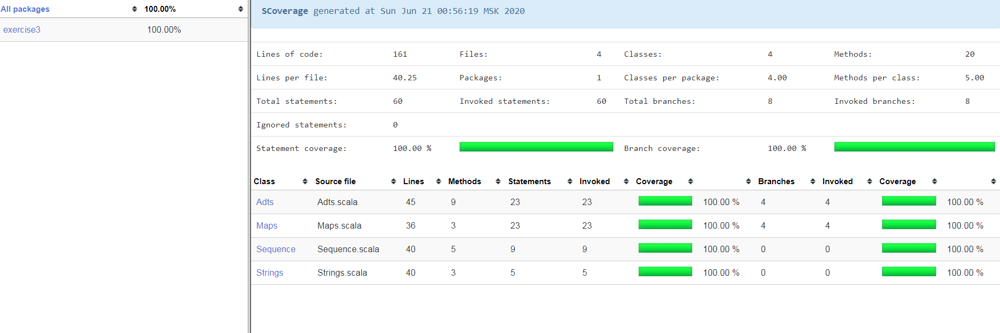 All packages 100.00%
exercise3 100.00%
SCoverage generated at Sun Jun 21 00:56:19 MSK 2020
Lines of code: 161 Files: 4 Classes: 4 Methods: 20
Lines per file: 40.25 Packages: 1 Classes per package: 4.00 Methods per class: 5.00
Total statements: 60 Invoked statements: 60 Total branches: 8 Invoked branches: 8
Ignored statements: 0
Statement coverage: 100.00 % Branch coverage: 100.00 %
Class Source file Lines Methods Statements Invoked Coverage Branches Invoked Coverage
Adts Adts.scala 45 9 23 23 100.00 % 4 4 100.00 %
Maps Maps.scala 36 3 23 23 100.00 % 4 4 100.00 %
Sequence Sequence.scala 40 5 9 9 100.00 % 0 0 100.00 %
Strings Strings.scala 40 3 5 5 100.00 % 0 0 100.00 %